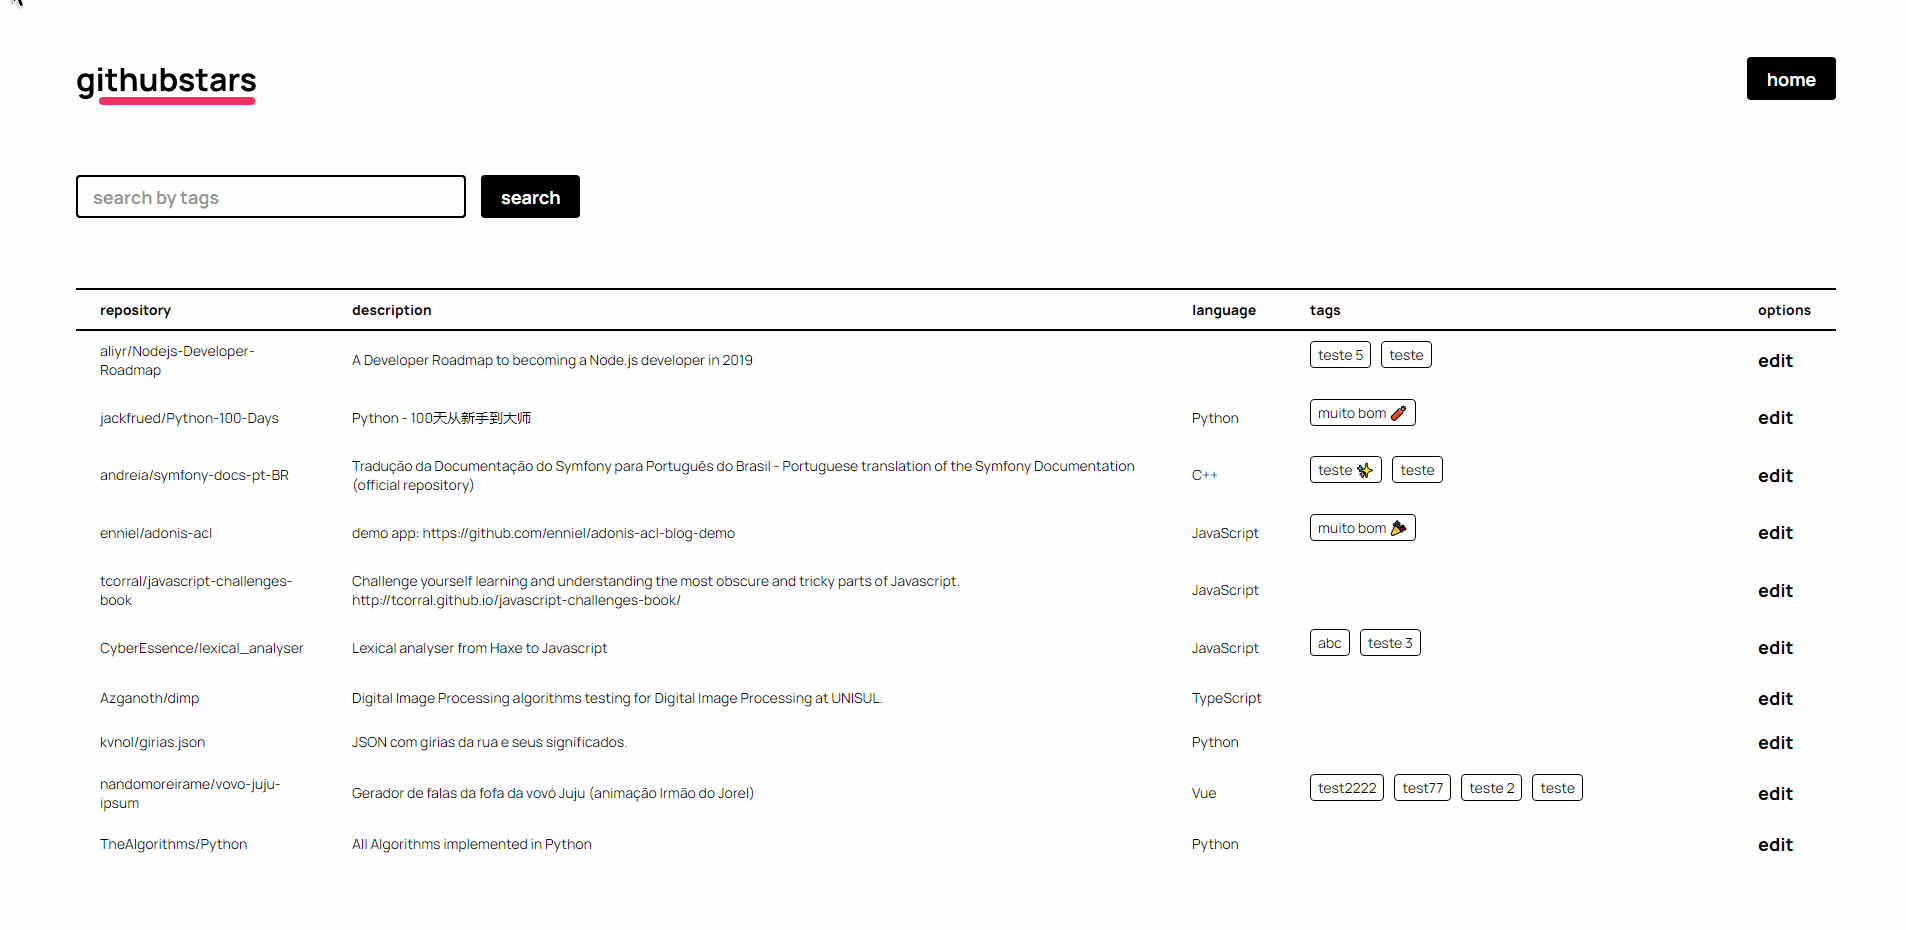 githubstars
home
search by tags
search
repository description language tags options
aliyr/Nodejs-Developer-
Roadmap
A Developer Roadmap to becoming a Node.js developer in 2019
teste 5 teste
edit
jackfrued/Python-100-Days
Python - 100天从新手到大师
Python
muito bom 🧨
edit
andreia/symfony-docs-pt-BR
Tradução da Documentação do Symfony para Português do Brasil - Portuguese translation of the Symfony Documentation
(official repository)
C++
teste ✨ teste
edit
enniel/adonis-acl
demo app: https://github.com/enniel/adonis-acl-blog-demo
JavaScript
muito bom 🎉
edit
tcorral/javascript-challenges-
book
Challenge yourself learning and understanding the most obscure and tricky parts of Javascript.
http://tcorral.github.io/javascript-challenges-book/
JavaScript
edit
CyberEssence/lexical_analyser
Lexical analyser from Haxe to Javascript
JavaScript
abc teste 3
edit
Azganoth/dimp
Digital Image Processing algorithms testing for Digital Image Processing at UNISUL.
TypeScript
edit
kvnol/girias.json
JSON com gírias da rua e seus significados.
Python
edit
nandomoreirame/vovo-juju-
ipsum
Gerador de falas da fofa da vovó Juju (animação Irmão do Jorel)
Vue
test2222 test77 teste 2 teste
edit
TheAlgorithms/Python
All Algorithms implemented in Python
Python
edit